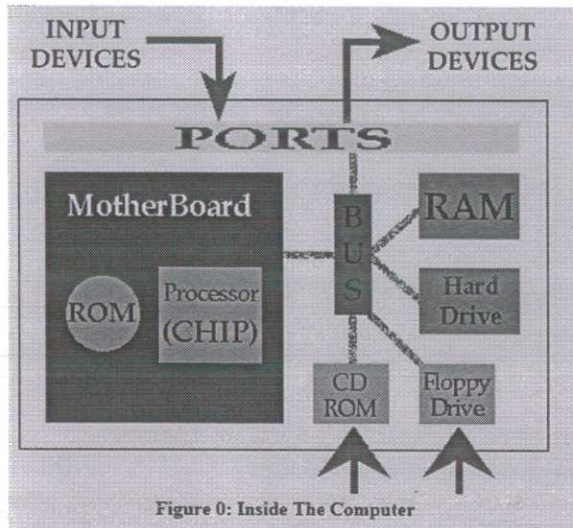 INPUT
DEVICES
OUTPUT
DEVICES
PORTS
MotherBoard
ROM
Processor
(CHIP)
BUS
RAM
Hard
Drive
CD
ROM
Floppy
Drive
Figure 0: Inside The Computer